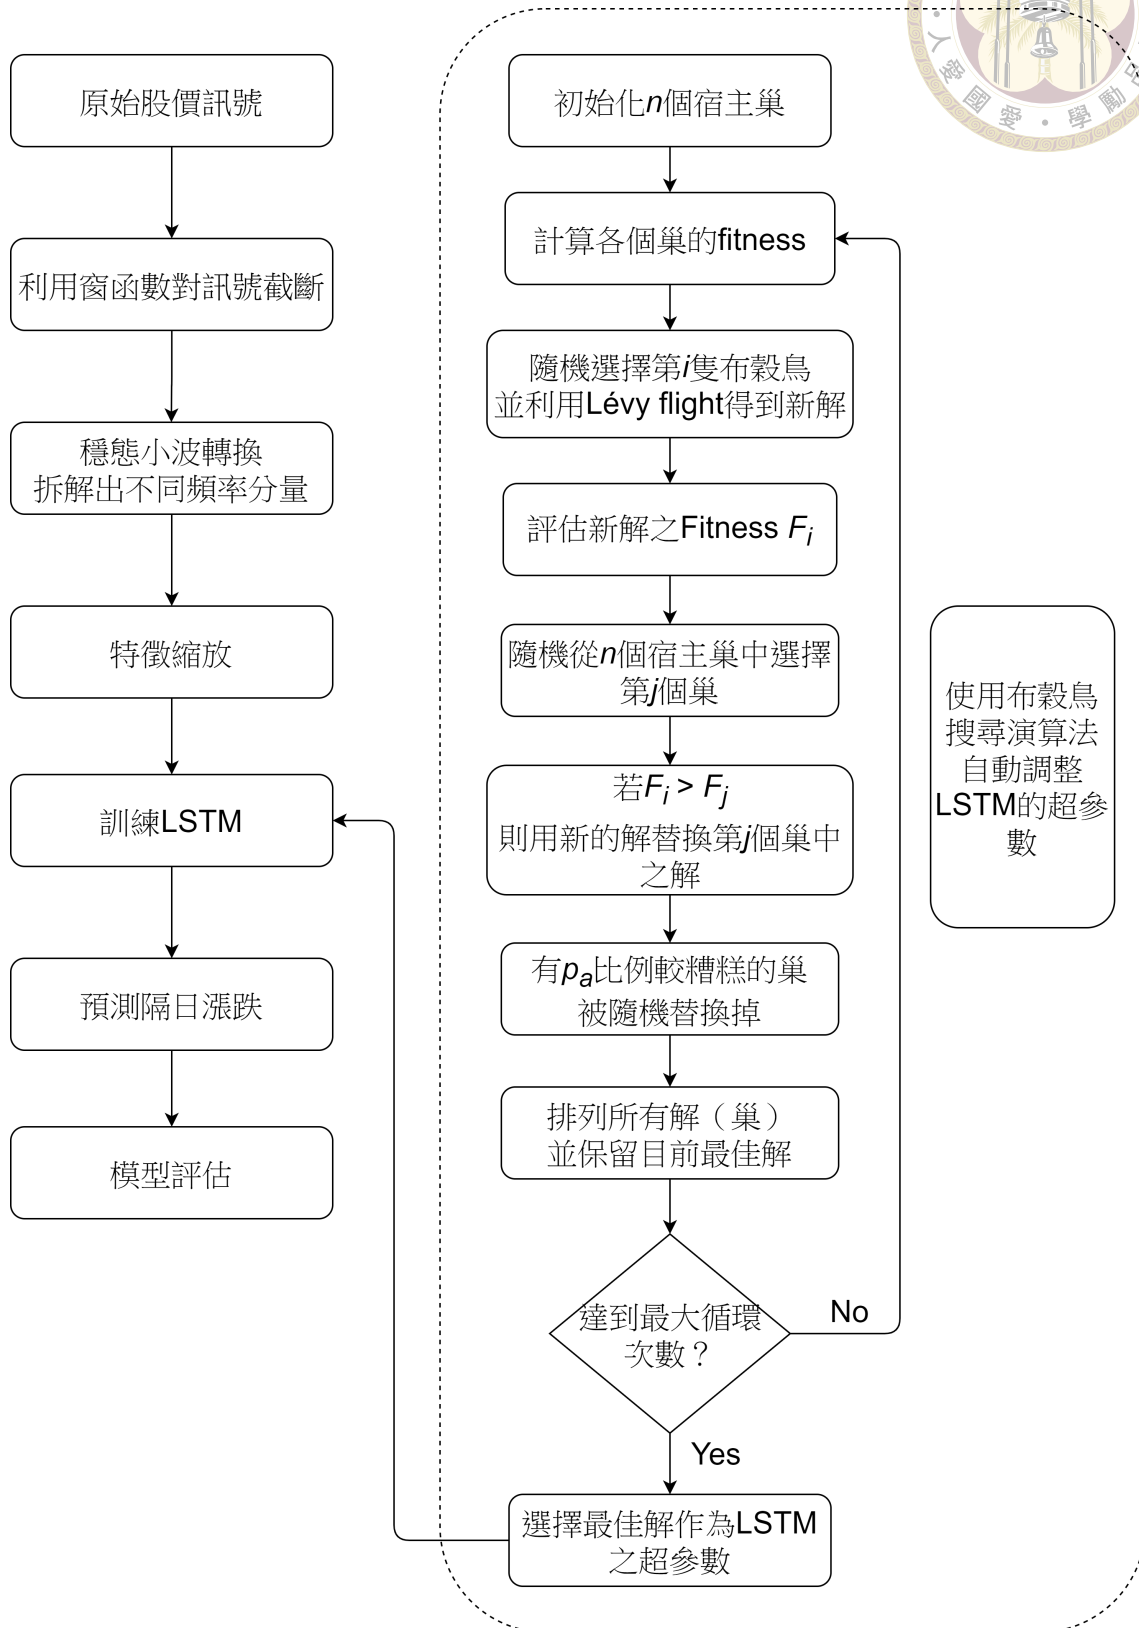 原始股價訊號
利用窗函數對訊號截斷
穩態小波轉換
拆解出不同頻率分量
特徵縮放
訓練LSTM
預測隔日漲跌
模型評估
初始化n個宿主巢
計算各個巢的fitness
隨機選擇第i隻布穀鳥
並利用Lévy flight得到新解
評估新解之Fitness Fi
隨機從n個宿主巢中選擇
第j個巢
若Fi > Fj
則用新的解替換第j個巢中
之解
有pa比例較糟糕的巢
被隨機替換掉
排列所有解（巢）
並保留目前最佳解
達到最大循環
次數？
No
Yes
選擇最佳解作為LSTM
之超參數
使用布穀鳥
搜尋演算法
自動調整
LSTM的超參
數
人愛國愛・學勵